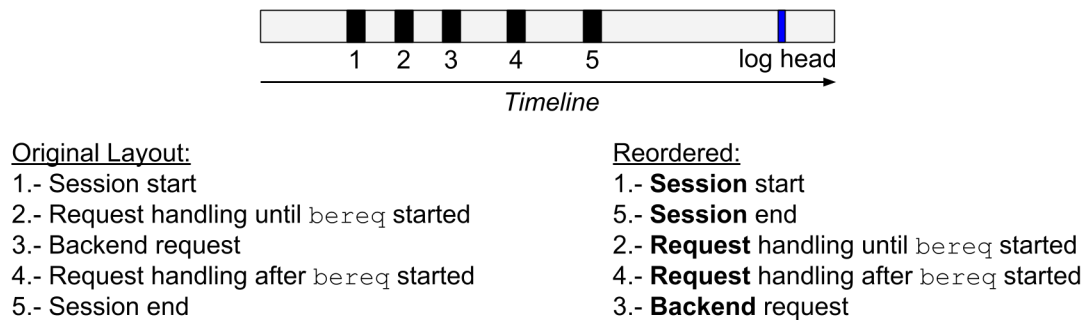 1 2 3 4 5 log head
Timeline
Original Layout:
1.- Session start
2.- Request handling until bereq started
3.- Backend request
4.- Request handling after bereq started
5.- Session end
Reordered:
1.- Session start
5.- Session end
2.- Request handling until bereq started
4.- Request handling after bereq started
3.- Backend request